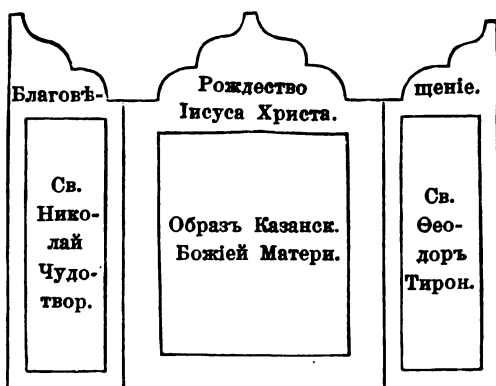 Благовѣ-
Рождество
Іисуса Христа.
щеніе.
Св.
Нико-
лай
Чудо-
твор.
Образъ Казанск.
Божіей Матери.
Св.
Ѳео-
доръ
Тирон.